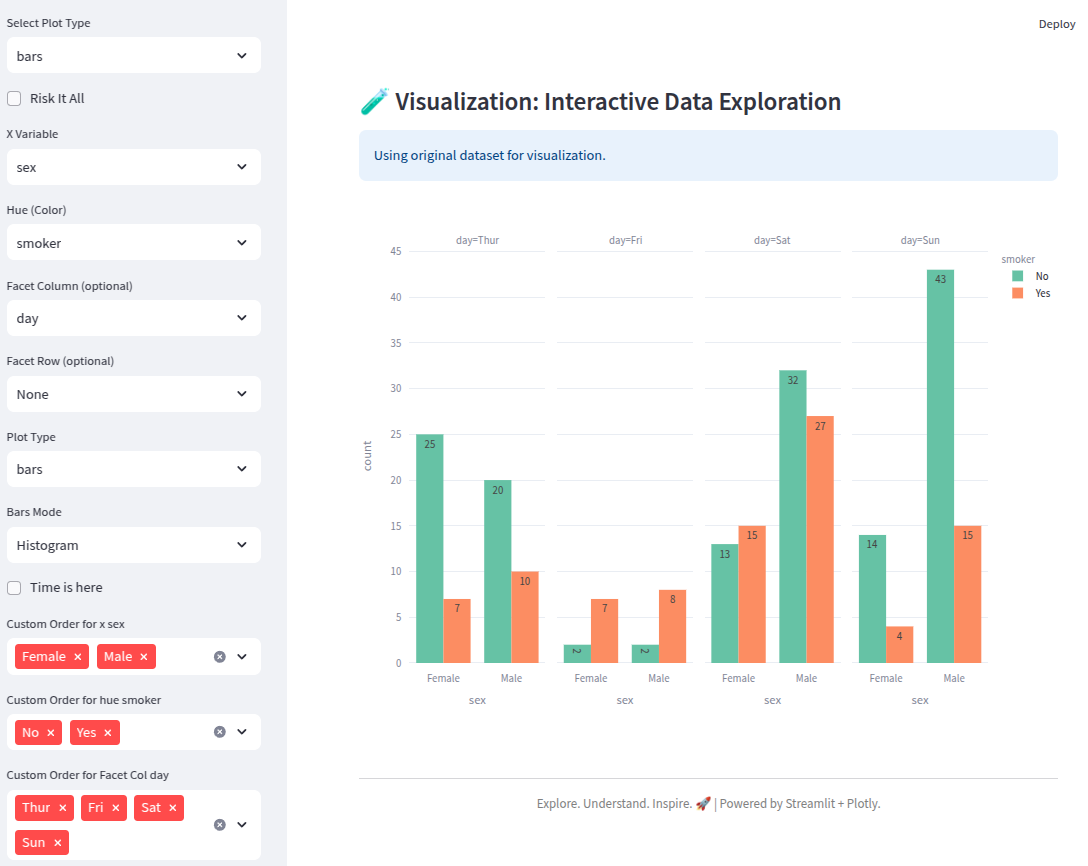 Select Plot Type
bars
Risk It All
X Variable
sex
Hue (Color)
smoker
Facet Column (optional)
day
Facet Row (optional)
None
Plot Type
bars
Bars Mode
Histogram
Time is here
Custom Order for x sex
Female × Male ×
Custom Order for hue smoker
No × Yes ×
Custom Order for Facet Col day
Thur × Fri × Sat ×
Sun ×
Deploy
🧪 Visualization: Interactive Data Exploration
Using original dataset for visualization.
day=Thur day=Fri day=Sat day=Sun
smoker
No
Yes
count
45
40
35
30
25
20
15
10
5
0
25 7 20 10
2 7 2 8
13 15 32 27
14 4 43 15
Female Male Female Male Female Male Female Male
sex sex sex sex
Explore. Understand. Inspire. 🚀 | Powered by Streamlit + Plotly.